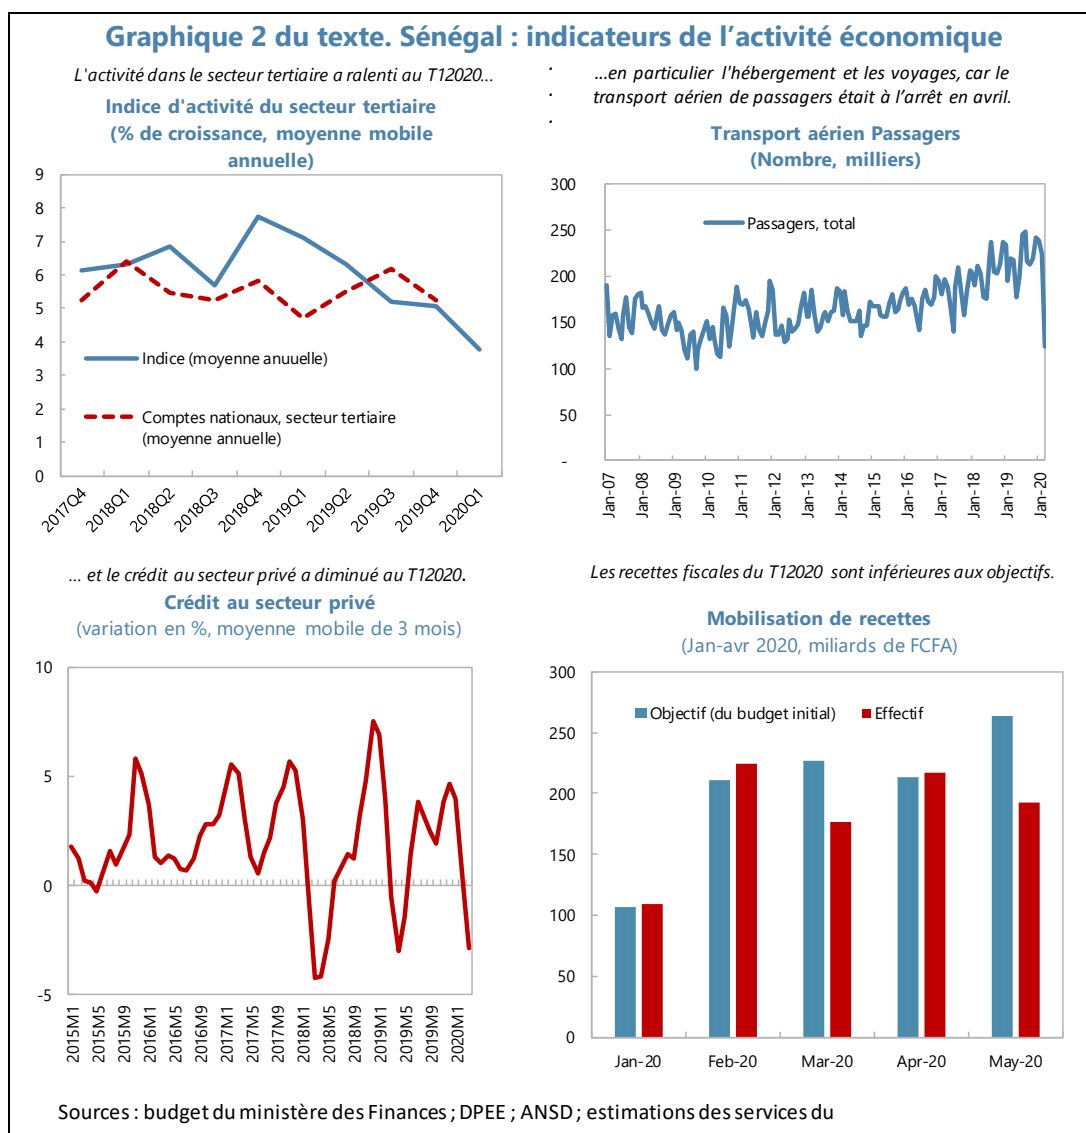 Graphique 2 du texte. Sénégal : indicateurs de l’activité économique
L'activité dans le secteur tertiaire a ralenti au T12020...
Indice d'activité du secteur tertiaire
(% de croissance, moyenne mobile
annuelle)
9
8
7
6
5
4
3
2
1
0
Indice (moyenne anuuelle)
Comptes nationaux, secteur tertiaire
(moyenne annuelle)
2017Q4
2018Q1
2018Q2
2018Q3
2018Q4
2019Q1
2019Q2
2019Q3
2019Q4
2020Q1
.
.
.
...en particulier l'hébergement et les voyages, car le
transport aérien de passagers était à l’arrêt en avril.
Transport aérien Passagers
(Nombre, milliers)
300
250
200
150
100
50
-
Passagers, total
Jan-07
Jan-08
Jan-09
Jan-10
Jan-11
Jan-12
Jan-13
Jan-14
Jan-15
Jan-16
Jan-17
Jan-18
Jan-19
Jan-20
... et le crédit au secteur privé a diminué au T12020.
Crédit au secteur privé
(variation en %, moyenne mobile de 3 mois)
10
5
0
-5
2015M1
2015M5
2015M9
2016M1
2016M5
2016M9
2017M1
2017M5
2017M9
2018M1
2018M5
2018M9
2019M1
2019M5
2019M9
2020M1
Les recettes fiscales du T12020 sont inférieures aux objectifs.
Mobilisation de recettes
(Jan-avr 2020, miliards de FCFA)
300
250
200
150
100
50
0
Objectif (du budget initial)
Effectif
Jan-20
Feb-20
Mar-20
Apr-20
May-20
Sources : budget du ministère des Finances ; DPEE ; ANSD ; estimations des services du